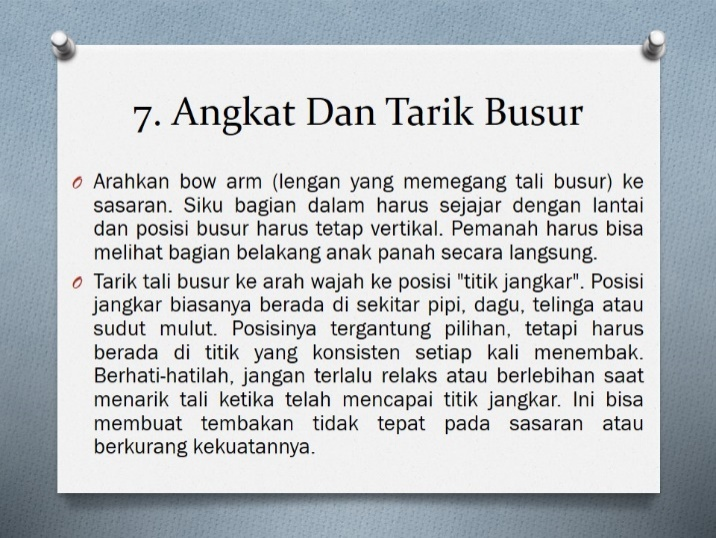 7. Angkat Dan Tarik Busur
Arahkan bow arm (lengan yang memegang tali busur) ke
sasaran. Siku bagian dalam harus sejajar dengan lantai
dan posisi busur harus tetap vertikal. Pemanah harus bisa
melihat bagian belakang anak panah secara langsung.
Tarik tali busur ke arah wajah ke posisi "titik jangkar". Posisi
jangkar biasanya berada di sekitar pipi, dagu, telinga atau
sudut mulut. Posisinya tergantung pilihan, tetapi harus
berada di titik yang konsisten setiap kali menembak.
Berhati-hatilah, jangan terlalu relaks atau berlebihan saat
menarik tali ketika telah mencapai titik jangkar. Ini bisa
membuat tembakan tidak tepat pada sasaran atau
berkurang kekuatannya.